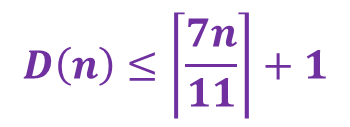 D(n) ≤ ⌈7n/11⌉ + 1